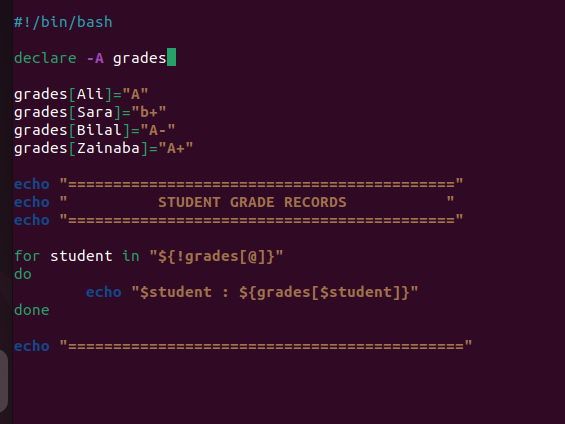 #!/bin/bash
declare -A grades
grades[Ali]="A"
grades[Sara]="b+"
grades[Bilal]="A-"
grades[Zainaba]="A+"
echo "==========================================="
echo "          STUDENT GRADE RECORDS           "
echo "==========================================="
for student in "${!grades[@]}"
do
        echo "$student : ${grades[$student]}"
done
echo "============================================"